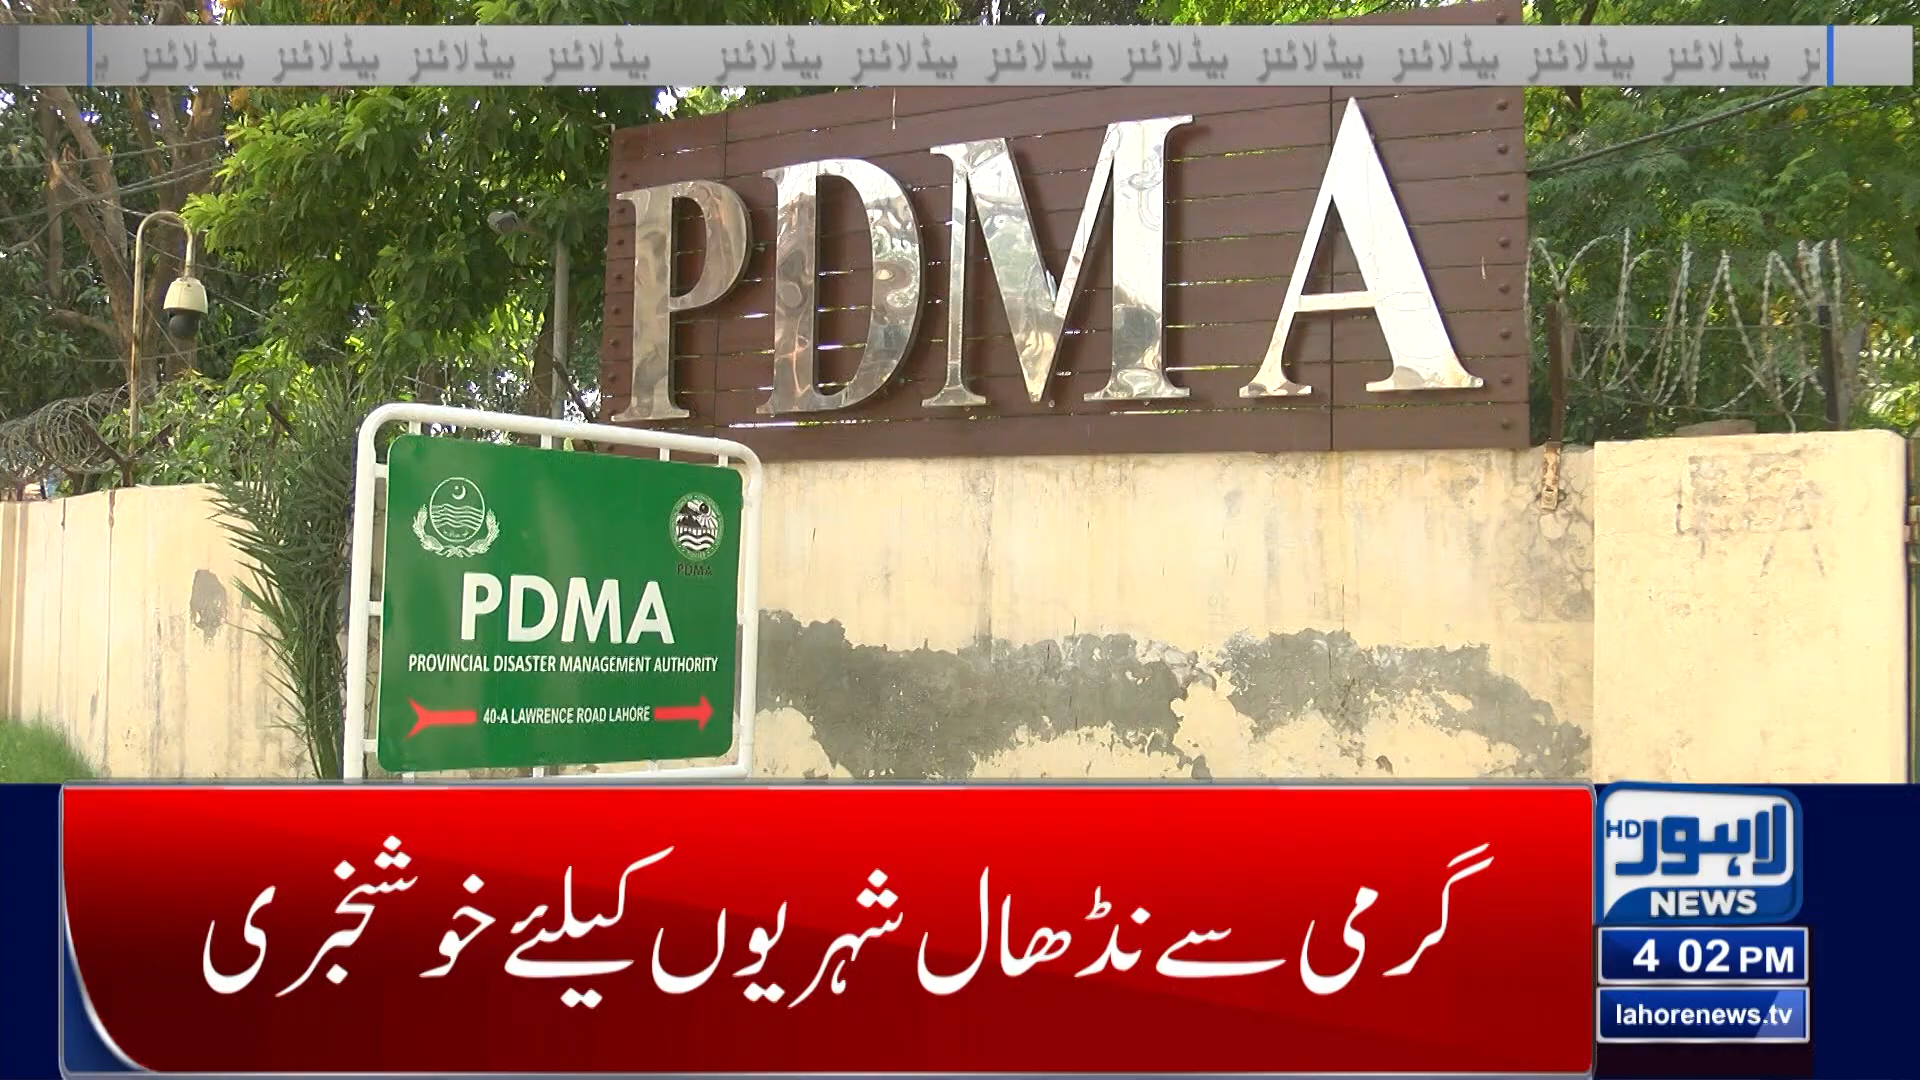 ہیڈلائنز ہیڈلائنز ہیڈلائنز ہیڈلائنز ہیڈلائنز ہیڈلائنز ہیڈلائنز ہیڈلائنز ہیڈلائنز ہیڈلائنز ہیڈلائنز ہیڈلائنز
PDMA
PDMA
PDMA
PROVINCIAL DISASTER MANAGEMENT AUTHORITY
40-A LAWRENCE ROAD LAHORE
گرمی سے نڈھال شہریوں کیلئے خوشخبری
لاہور HD
NEWS
4 02 PM
lahorenews.tv